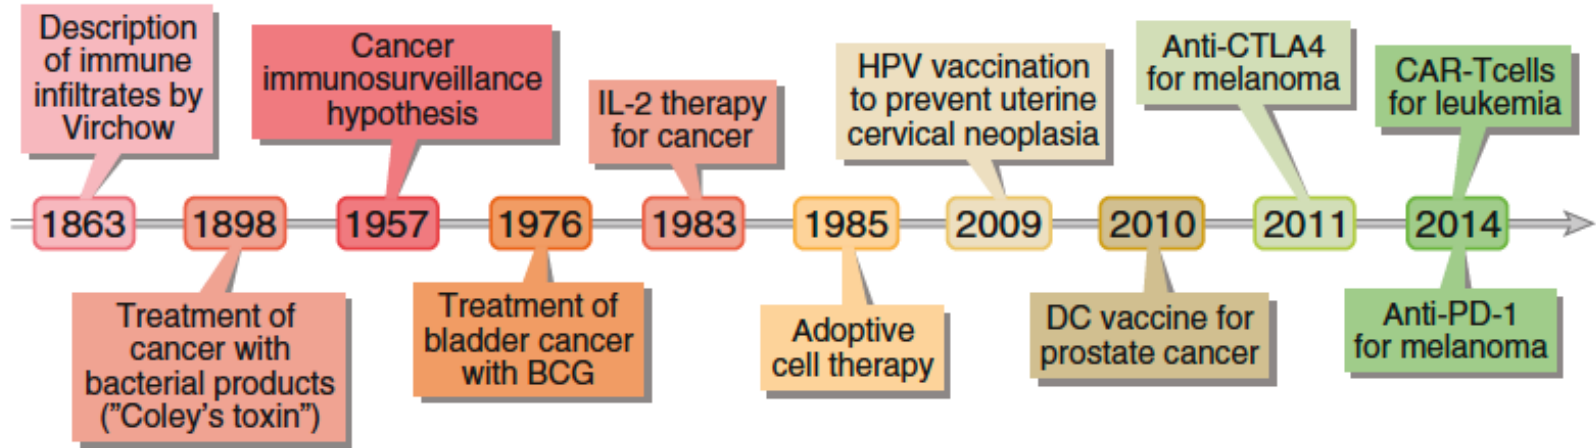 Description
of immune
infiltrates by
Virchow
Cancer
immunosurveillance
hypothesis
IL-2 therapy
for cancer
HPV vaccination
to prevent uterine
cervical neoplasia
Anti-CTLA4
for melanoma
CAR-Tcells
for leukemia
1863
1898
1957
1976
1983
1985
2009
2010
2011
2014
Treatment of
cancer with
bacterial products
("Coley's toxin")
Treatment of
bladder cancer
with BCG
Adoptive
cell therapy
DC vaccine for
prostate cancer
Anti-PD-1
for melanoma